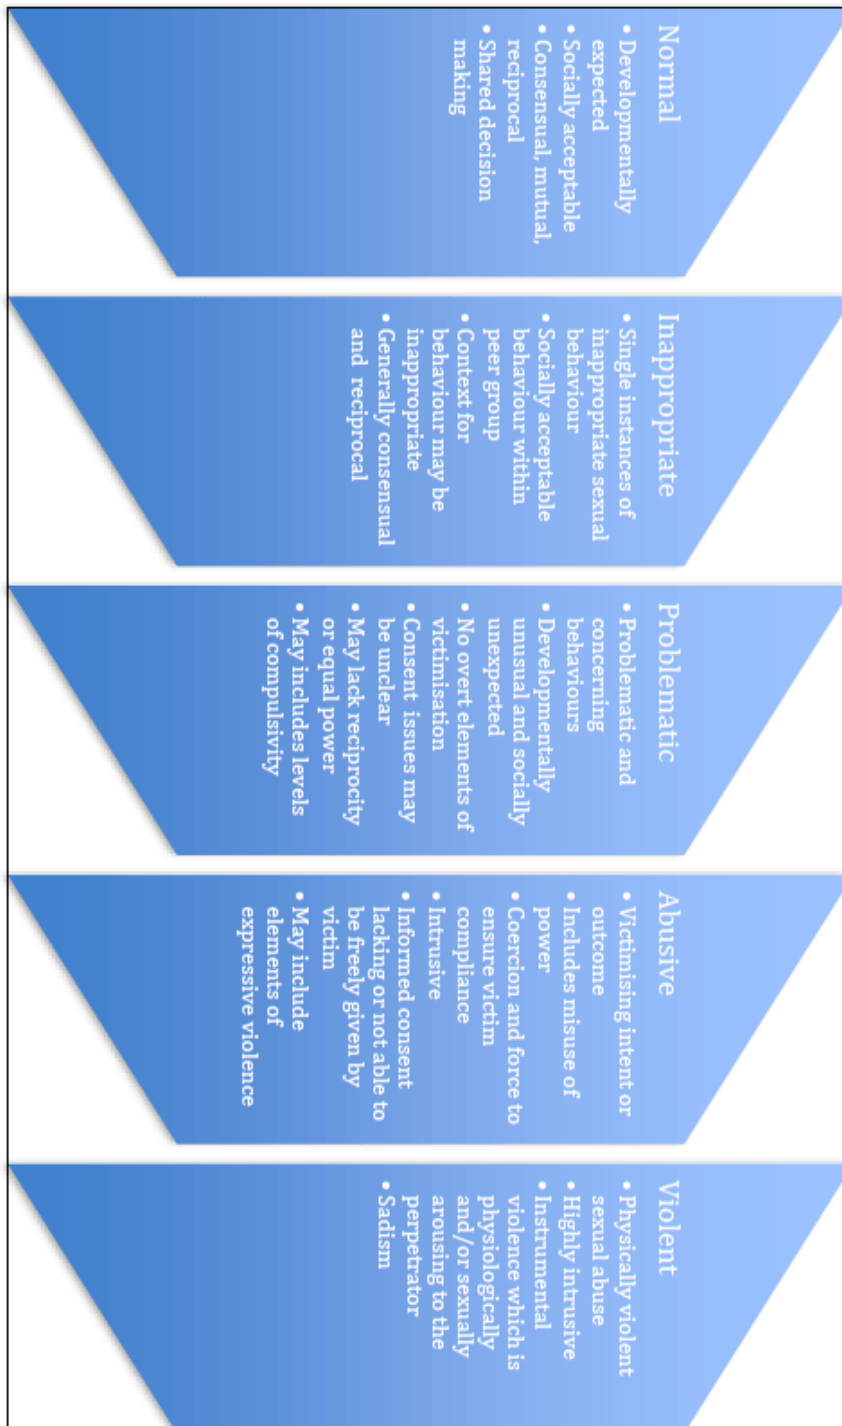 Normal
• Developmentally
expected
• Socially acceptable
• Consensual, mutual,
reciprocal
• Shared decision
making
Inappropriate
• Single instances of
inappropriate sexual
behaviour
• Socially acceptable
behaviour within
peer group
• Context for
behaviour may be
inappropriate
• Generally consensual
and reciprocal
Problematic
• Problematic and
concerning
behaviours
• Developmentally
unusual and socially
unexpected
• No overt elements of
victimisation
• Consent issues may
be unclear
• May lack reciprocity
or equal power
• May includes levels
of compulsivity
Abusive
• Victimising intent or
outcome
• Includes misuse of
power
• Coercion and force to
ensure victim
compliance
• Intrusive
• Informed consent
lacking or not able to
be freely given by
victim
• May include
elements of
expressive violence
Violent
• Physically violent
sexual abuse
• Highly intrusive
• Instrumental
violence which is
physiologically
and/or sexually
arousing to the
perpetrator
• Sadism